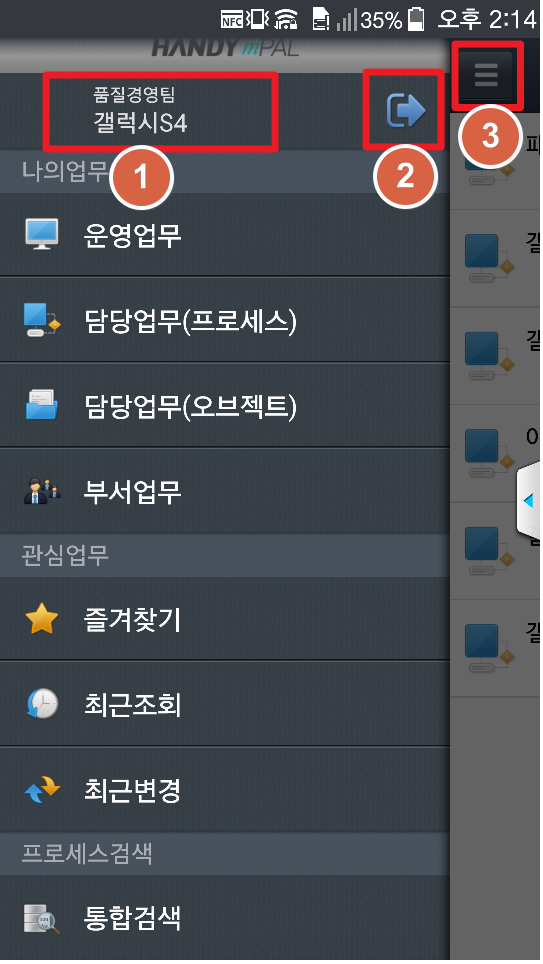 NFC 35% 오후 2:14
HANDY mPAL
품질경영팀
갤럭시S4
1
2
3
나의업무
운영업무
담당업무(프로세스)
담당업무(오브젝트)
부서업무
관심업무
즐겨찾기
최근조회
최근변경
프로세스검색
통합검색